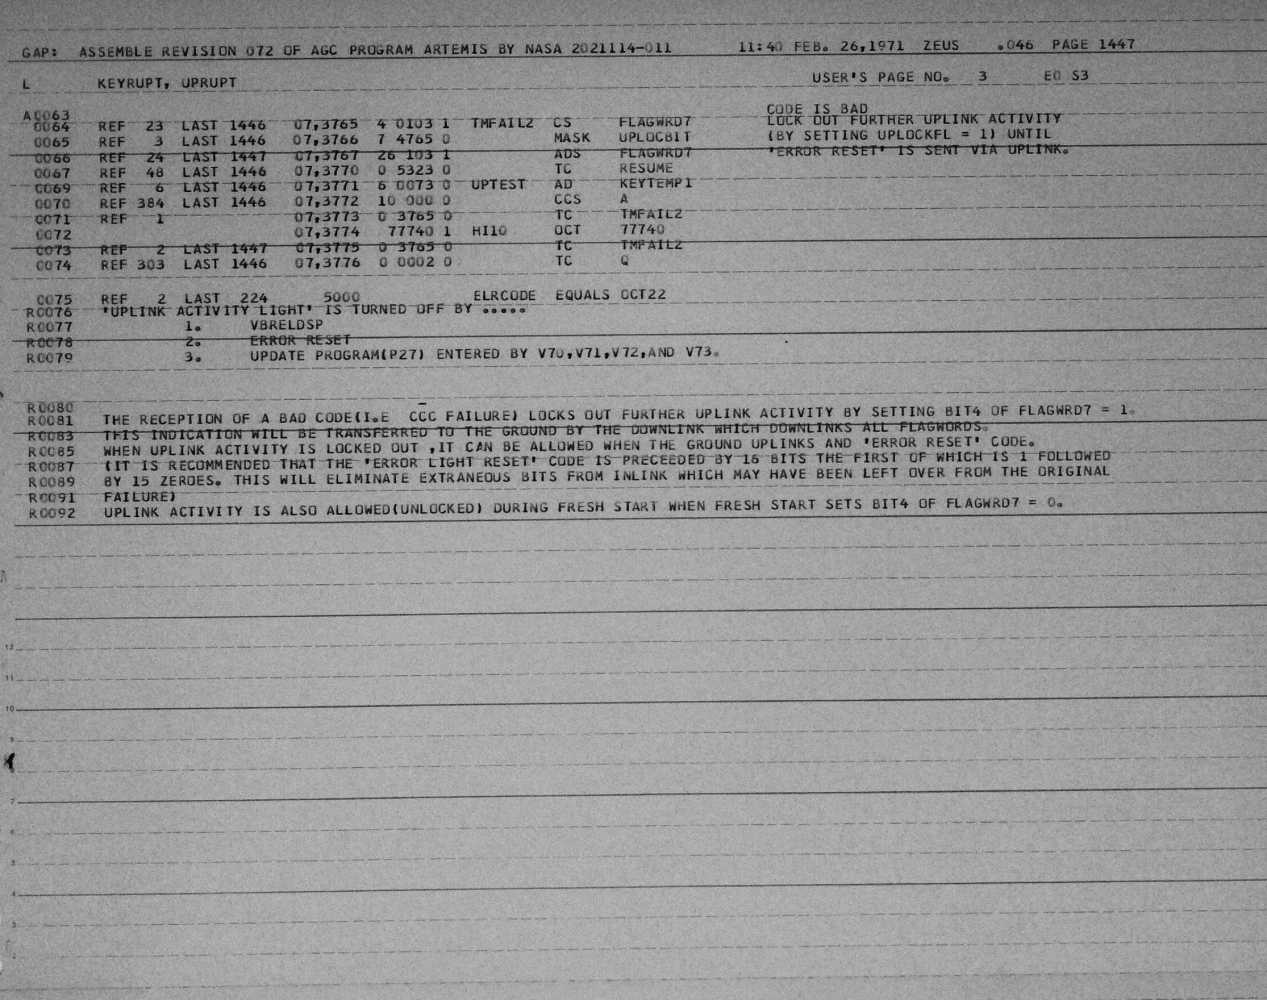 GAP: ASSEMBLE REVISION 072 OF AGC PROGRAM ARTEMIS BY NASA 2021114-011 11:40 FEB. 26,1971 ZEUS .046 PAGE 1447
L KEYRUPT, UPRUPT USER'S PAGE NO. 3 E0 S3
A0063 CODE IS BAD
0064 REF 23 LAST 1446 07,3765 4 0103 1 TMFAIL2 CS FLAGWRD7 LOCK OUT FURTHER UPLINK ACTIVITY
0065 REF 3 LAST 1446 07,3766 7 4765 0 MASK UPLOCBIT (BY SETTING UPLOCKFL = 1) UNTIL
0066 REF 24 LAST 1447 07,3767 26 103 1 ADS FLAGWRD7 'ERROR RESET' IS SENT VIA UPLINK.
0067 REF 48 LAST 1446 07,3770 0 5323 0 TC RESUME
0069 REF 6 LAST 1446 07,3771 6 0073 0 UPTEST AD KEYTEMP1
0070 REF 384 LAST 1446 07,3772 10 000 0 CCS A
0071 REF 1 07,3773 0 3765 0 TC TMFAIL2
0072 07,3774 77740 1 HI10 OCT 77740
0073 REF 2 LAST 1447 07,3775 0 3765 0 TC TMFAIL2
0074 REF 303 LAST 1446 07,3776 0 0002 0 TC Q
0075 REF 2 LAST 224 5000 ELRCODE EQUALS OCT22
R0076 'UPLINK ACTIVITY LIGHT' IS TURNED OFF BY .....
R0077 1. VBRELDSP
R0078 2. ERROR RESET
R0079 3. UPDATE PROGRAM(P27) ENTERED BY V70,V71,V72,AND V73.
R0080 _
R0081 THE RECEPTION OF A BAD CODE(I.E CCC FAILURE) LOCKS OUT FURTHER UPLINK ACTIVITY BY SETTING BIT4 OF FLAGWRD7 = 1.
R0083 THIS INDICATION WILL BE TRANSFERRED TO THE GROUND BY THE DOWNLINK WHICH DOWNLINKS ALL FLAGWORDS.
R0085 WHEN UPLINK ACTIVITY IS LOCKED OUT ,IT CAN BE ALLOWED WHEN THE GROUND UPLINKS AND 'ERROR RESET' CODE.
R0087 (IT IS RECOMMENDED THAT THE 'ERROR LIGHT RESET' CODE IS PRECEEDED BY 16 BITS THE FIRST OF WHICH IS 1 FOLLOWED
R0089 BY 15 ZEROES. THIS WILL ELIMINATE EXTRANEOUS BITS FROM INLINK WHICH MAY HAVE BEEN LEFT OVER FROM THE ORIGINAL
R0091 FAILURE)
R0092 UPLINK ACTIVITY IS ALSO ALLOWED(UNLOCKED) DURING FRESH START WHEN FRESH START SETS BIT4 OF FLAGWRD7 = 0.
12
11
10
9
7
4
3